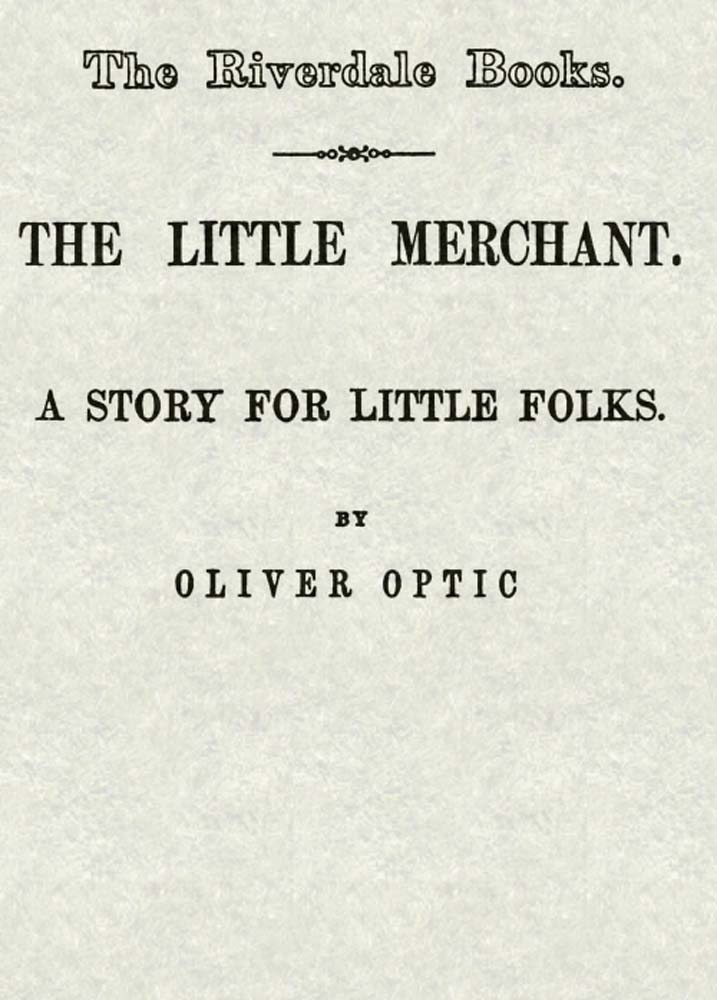 The Riverdale Books.
THE LITTLE MERCHANT.
A STORY FOR LITTLE FOLKS.
BY
OLIVER OPTIC